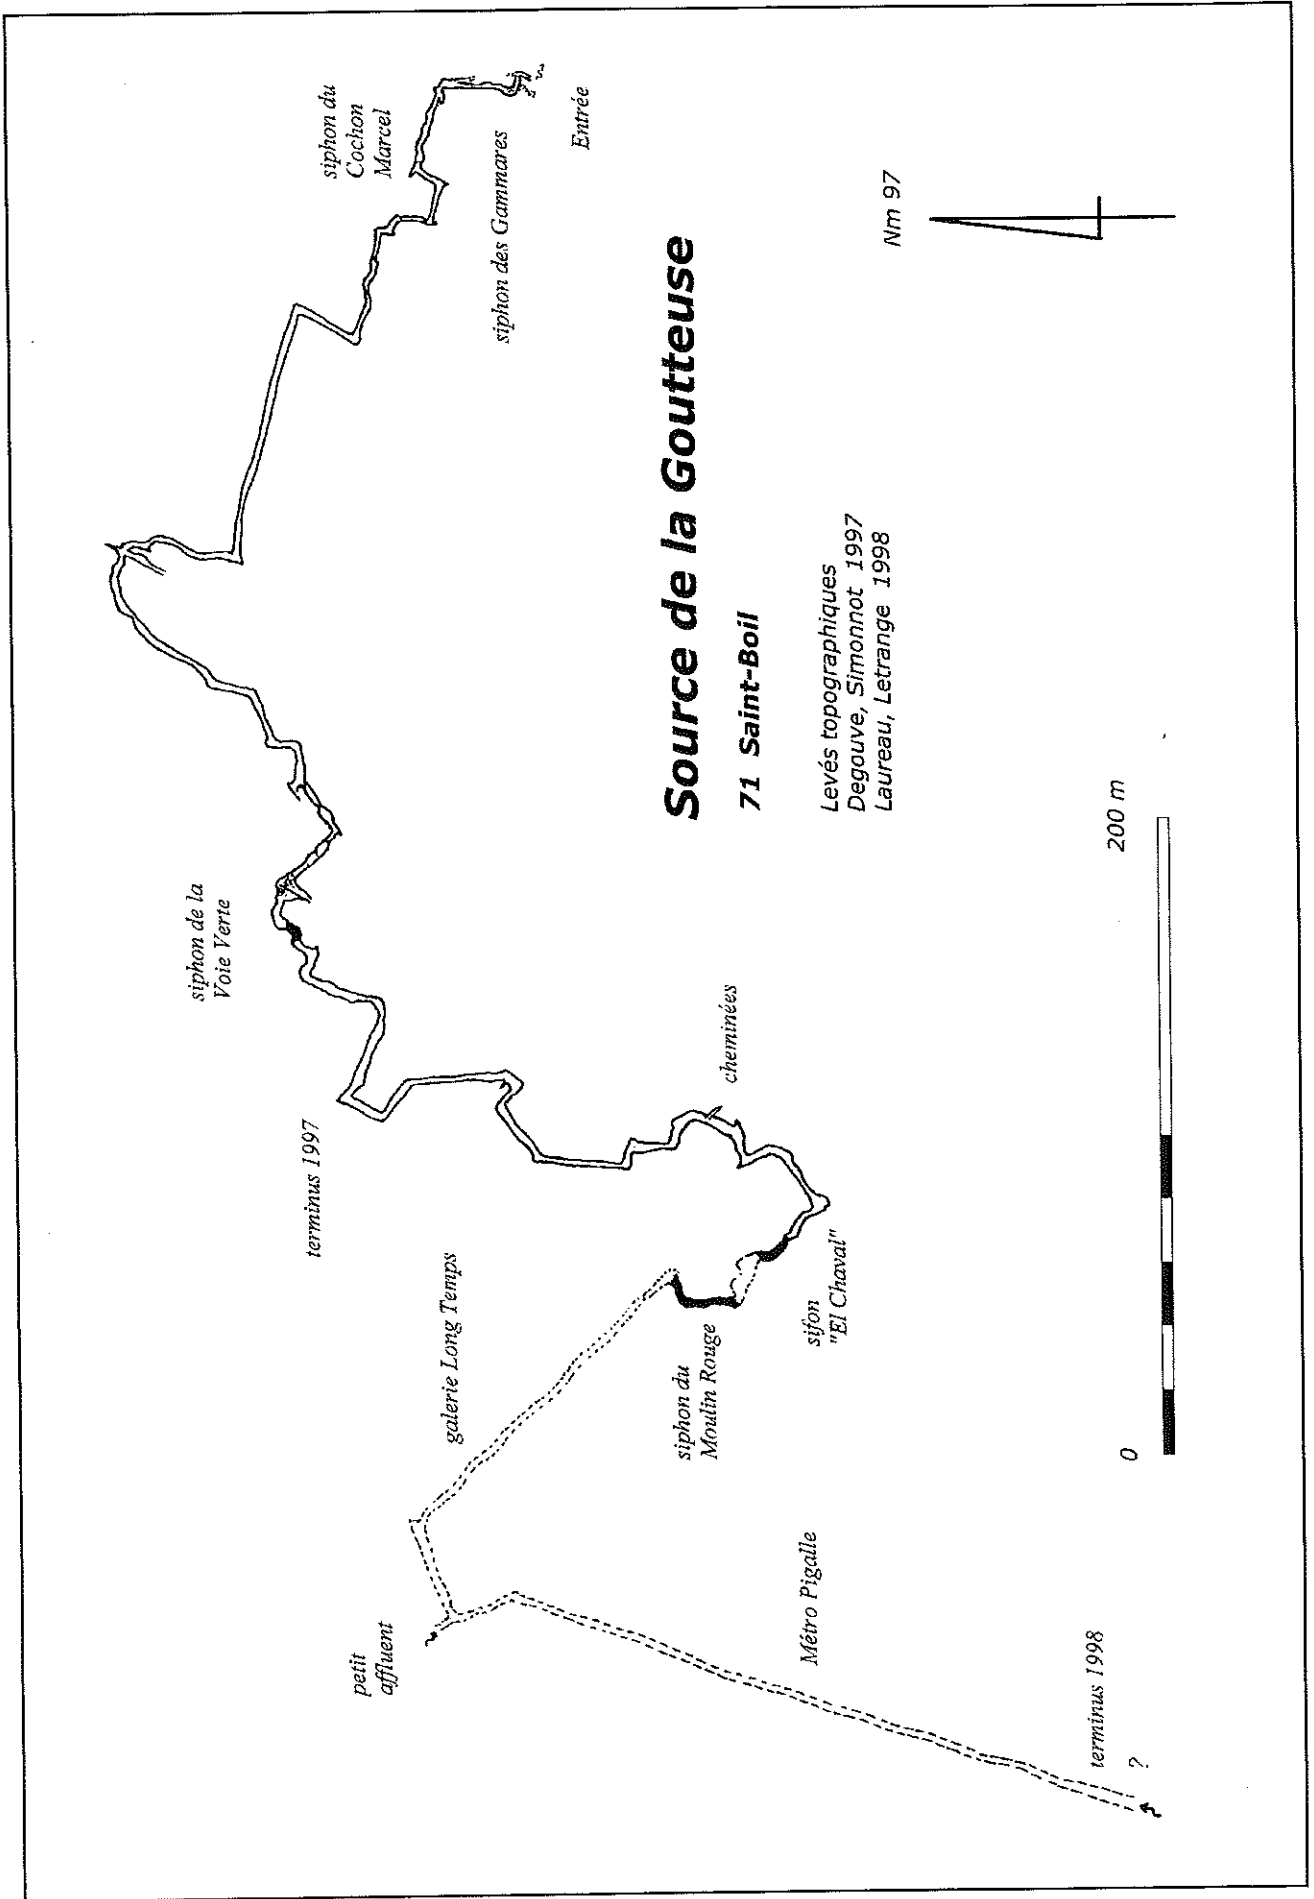 Source de la Goutteuse
71 Saint-Boil
Levés topographiques
Degouve, Simonnot 1997
Laureau, Letrange 1998
Nm 97
Entrée
siphon des Gammares
siphon du
Cochon
Marcel
siphon de la
Voie Verte
terminus 1997
cheminées
sifon
"El Chaval"
siphon du
Moulin Rouge
galerie Long Temps
petit
affluent
Métro Pigalle
terminus 1998
?
0
200 m